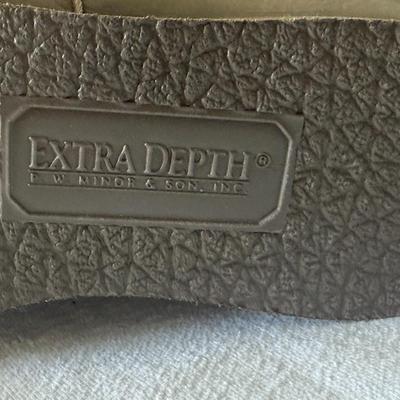 EXTRA DEPTH®
P. W. MINOR & SON, INC.